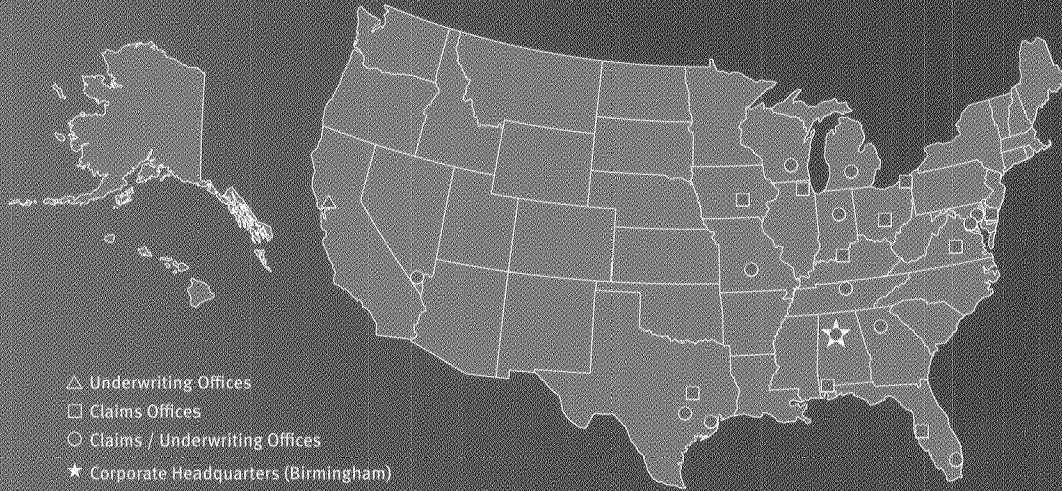 Underwriting Offices
Claims Offices
Claims / Underwriting Offices
Corporate Headquarters (Birmingham)